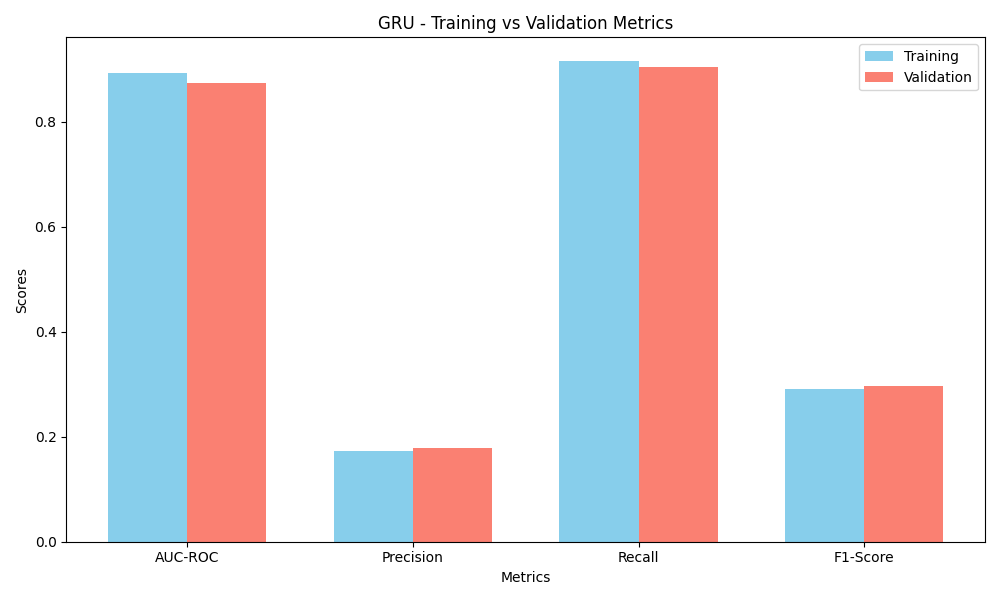 GRU - Training vs Validation Metrics
Training
Validation
Scores
0.8
0.6
0.4
0.2
0.0
AUC-ROC
Precision
Recall
F1-Score
Metrics